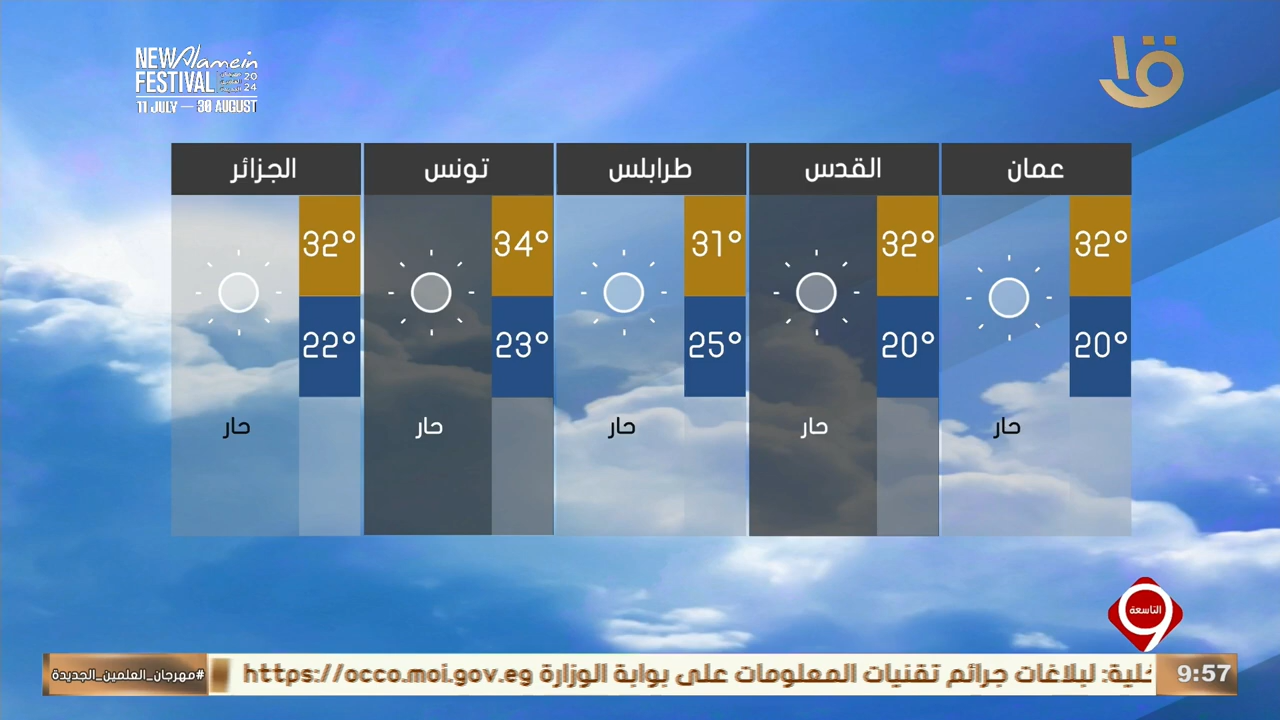 NEW Alamein
FESTIVAL 20 24
11 JULY — 30 AUGUST
عمان
القدس
طرابلس
تونس
الجزائر
32° 32° 31° 34° 32°
20° 20° 25° 23° 22°
حار حار حار حار حار
التاسعة
9
9:57
خلية: لبلاغات جرائم تقنيات المعلومات على بوابة الوزارة https://occo.moi.gov.eg
#مهرجان_العلمين_الجديدة